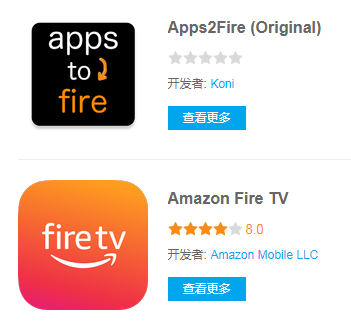 apps
to
fire
Apps2Fire (Original)
开发者: Koni
查看更多
fire tv
Amazon Fire TV
8.0
开发者: Amazon Mobile LLC
查看更多